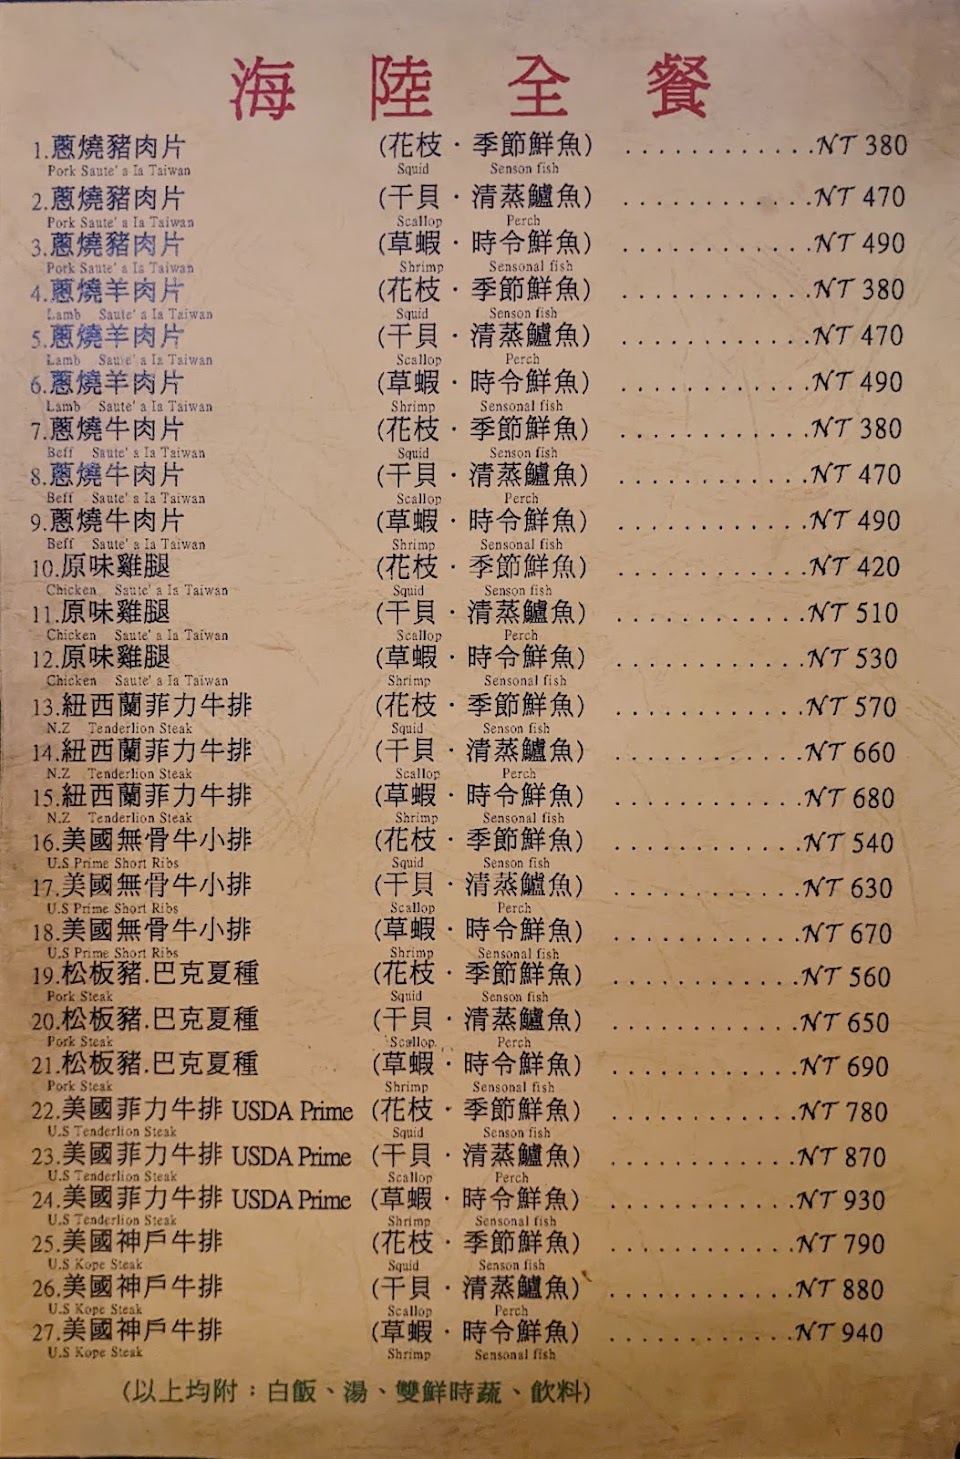 海陸全餐
1.蔥燒豬肉片 (花枝．季節鮮魚) ............NT 380
Pork Saute' a Ia Taiwan Squid Senson fish
2.蔥燒豬肉片 (干貝．清蒸鱸魚) ............NT 470
Pork Saute' a Ia Taiwan Scallop Perch
3.蔥燒豬肉片 (草蝦．時令鮮魚) ............NT 490
Pork Saute' a Ia Taiwan Shrimp Sensonal fish
4.蔥燒羊肉片 (花枝．季節鮮魚) ............NT 380
Lamb Saute' a Ia Taiwan Squid Senson fish
5.蔥燒羊肉片 (干貝．清蒸鱸魚) ............NT 470
Lamb Saute' a Ia Taiwan Scallop Perch
6.蔥燒羊肉片 (草蝦．時令鮮魚) ............NT 490
Lamb Saute' a Ia Taiwan Shrimp Sensonal fish
7.蔥燒牛肉片 (花枝．季節鮮魚) ............NT 380
Beff Saute' a Ia Taiwan Squid Senson fish
8.蔥燒牛肉片 (干貝．清蒸鱸魚) ............NT 470
Beff Saute' a Ia Taiwan Scallop Perch
9.蔥燒牛肉片 (草蝦．時令鮮魚) ............NT 490
Beff Saute' a Ia Taiwan Shrimp Sensonal fish
10.原味雞腿 (花枝．季節鮮魚) ............NT 420
Chicken Saute' a Ia Taiwan Squid Senson fish
11.原味雞腿 (干貝．清蒸鱸魚) ............NT 510
Chicken Saute' a Ia Taiwan Scallop Perch
12.原味雞腿 (草蝦．時令鮮魚) ............NT 530
Chicken Saute' a Ia Taiwan Shrimp Sensonal fish
13.紐西蘭菲力牛排 (花枝．季節鮮魚) ............NT 570
N.Z Tenderlion Steak Squid Senson fish
14.紐西蘭菲力牛排 (干貝．清蒸鱸魚) ............NT 660
N.Z Tenderlion Steak Scallop Perch
15.紐西蘭菲力牛排 (草蝦．時令鮮魚) ............NT 680
N.Z Tenderlion Steak Shrimp Sensonal fish
16.美國無骨牛小排 (花枝．季節鮮魚) ............NT 540
U.S Prime Short Ribs Squid Senson fish
17.美國無骨牛小排 (干貝．清蒸鱸魚) ............NT 630
U.S Prime Short Ribs Scallop Perch
18.美國無骨牛小排 (草蝦．時令鮮魚) ............NT 670
U.S Prime Short Ribs Shrimp Sensonal fish
19.松板豬.巴克夏種 (花枝．季節鮮魚) ............NT 560
Pork Steak Squid Senson fish
20.松板豬.巴克夏種 (干貝．清蒸鱸魚) ............NT 650
Pork Steak Scallop Perch
21.松板豬.巴克夏種 (草蝦．時令鮮魚) ............NT 690
Pork Steak Shrimp Sensonal fish
22.美國菲力牛排 USDA Prime (花枝．季節鮮魚) ............NT 780
U.S Tenderlion Steak Squid Senson fish
23.美國菲力牛排 USDA Prime (干貝．清蒸鱸魚) ............NT 870
U.S Tenderlion Steak Scallop Perch
24.美國菲力牛排 USDA Prime (草蝦．時令鮮魚) ............NT 930
U.S Tenderlion Steak Shrimp Sensonal fish
25.美國神戶牛排 (花枝．季節鮮魚) ............NT 790
U.S Kope Steak Squid Senson fish
26.美國神戶牛排 (干貝．清蒸鱸魚) ............NT 880
U.S Kope Steak Scallop Perch
27.美國神戶牛排 (草蝦．時令鮮魚) ............NT 940
U.S Kope Steak Shrimp Sensonal fish
(以上均附：白飯、湯、雙鮮時蔬、飲料)